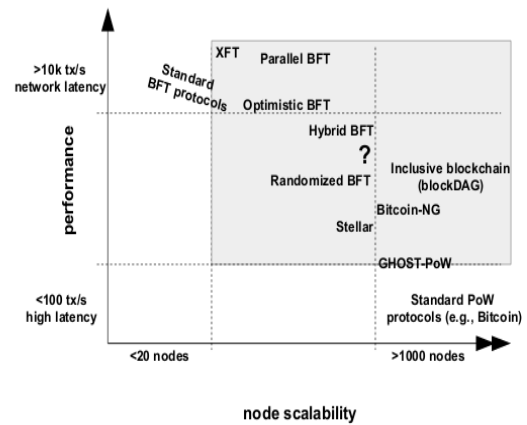 XFT
Parallel BFT
>10k tx/s
network latency
Standard
BFT protocols
Optimistic BFT
Hybrid BFT
?
performance
Randomized BFT
Inclusive blockchain
(blockDAG)
Bitcoin-NG
Stellar
GHOST-PoW
<100 tx/s
high latency
Standard PoW
protocols (e.g., Bitcoin)
<20 nodes
>1000 nodes
node scalability